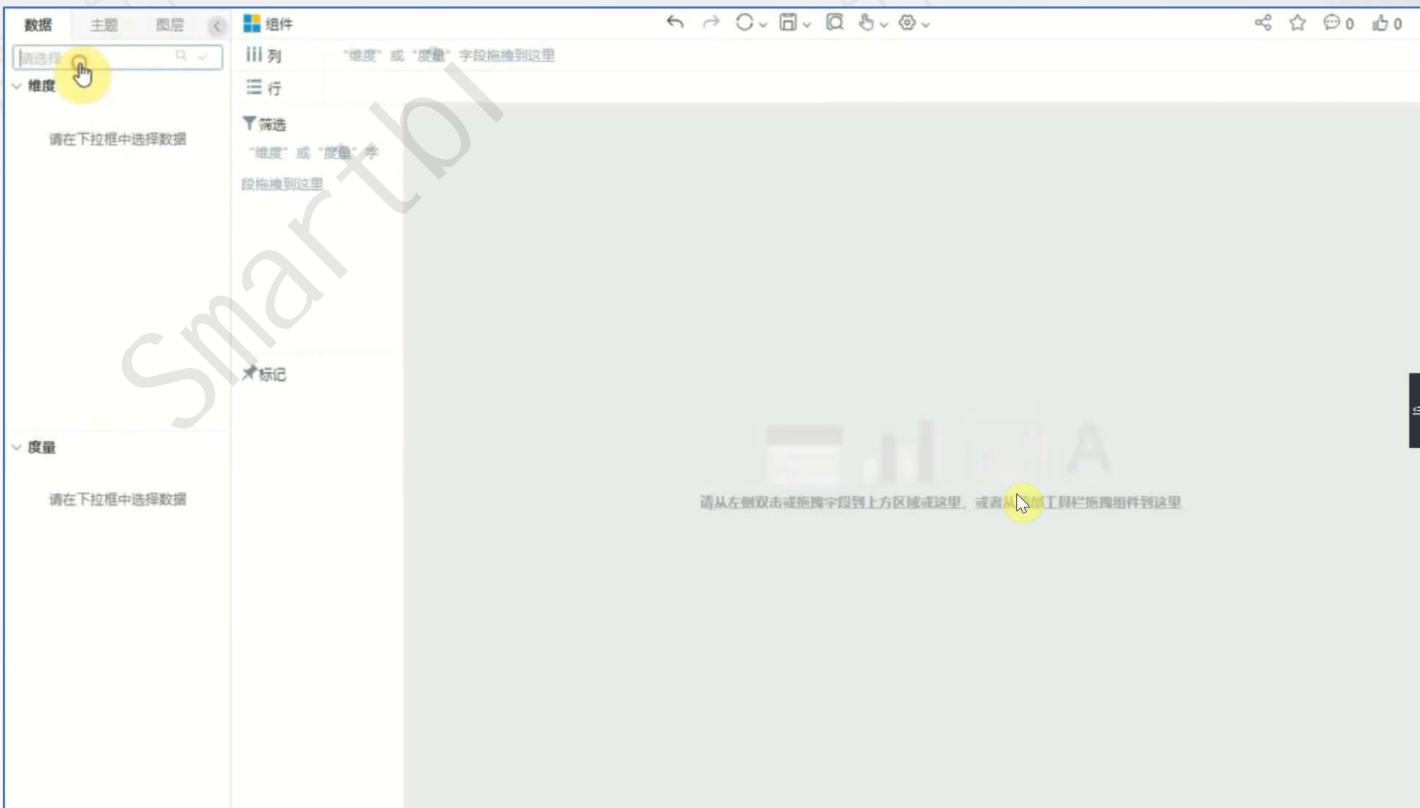 数据 主题 图层 组件 0 0
请选择
列 “维度” 或 “度量” 字段拖拽到这里
维度
行
筛选
请在下拉框中选择数据
“维度” 或 “度量” 字
段拖拽到这里
Smartbi
标记
度量
请在下拉框中选择数据
A
请从左侧双击或拖拽字段到上方区域或这里，或者从 部工具栏拖拽组件到这里